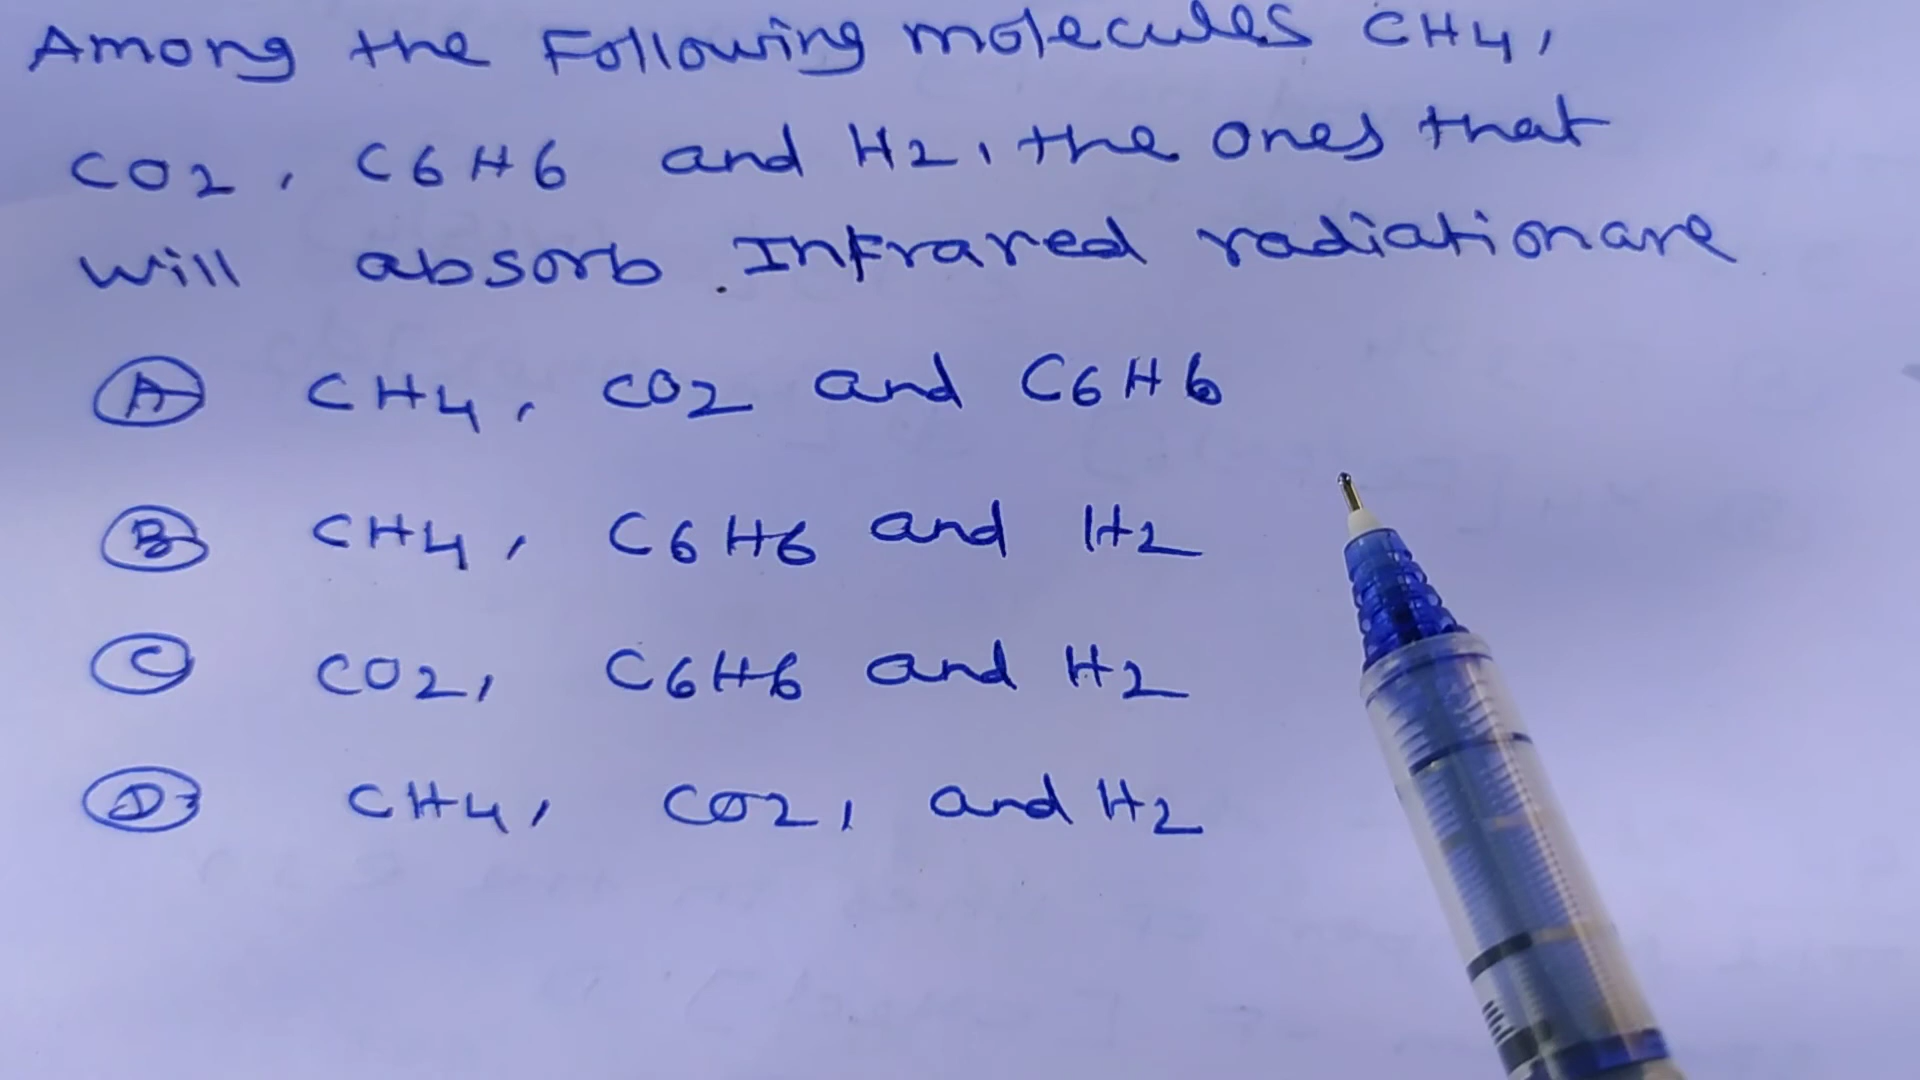 Among the Following molecules CH4,
CO2, C6H6 and H2, the ones that
will absorb Infrared radiation are
A CH4, CO2 and C6H6
B CH4, C6H6 and H2
C CO2, C6H6 and H2
D CH4, CO2, and H2